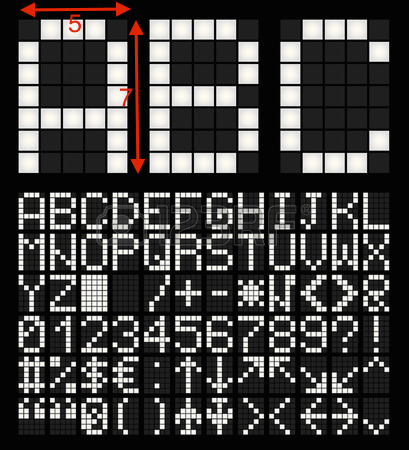 5
7
ABC
ABCDEFGHIJKL
MNOPQRSTUVWX
YZ /+-*√<>&
0123456789?!
#%$€:↑↓
()